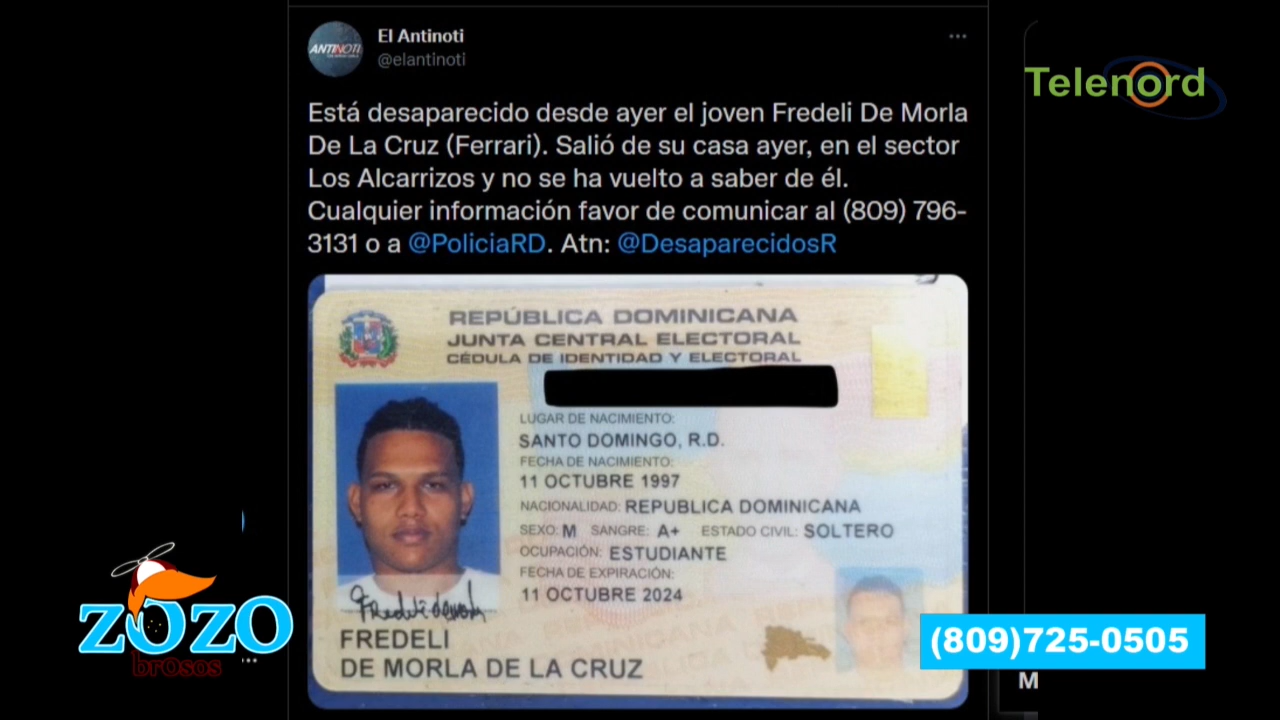 El Antinoti
@elantinoti
Está desaparecido desde ayer el joven Fredeli De Morla
De La Cruz (Ferrari). Salió de su casa ayer, en el sector
Los Alcarrizos y no se ha vuelto a saber de él.
Cualquier información favor de comunicar al (809) 796-
3131 o a @PoliciaRD. Atn: @DesaparecidosR
ANTINOTI
Telenord
REPÚBLICA DOMINICANA
JUNTA CENTRAL ELECTORAL
CÉDULA DE IDENTIDAD Y ELECTORAL
LUGAR DE NACIMIENTO:
SANTO DOMINGO, R.D.
FECHA DE NACIMIENTO:
11 OCTUBRE 1997
NACIONALIDAD: REPUBLICA DOMINICANA
SEXO: M SANGRE: A+ ESTADO CIVIL: SOLTERO
OCUPACIÓN: ESTUDIANTE
FECHA DE EXPIRACIÓN:
11 OCTUBRE 2024
FREDELI
DE MORLA DE LA CRUZ
ZOZO
brOsos
(809)725-0505
M